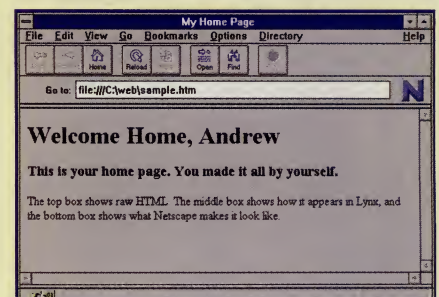 My Home Page
File Edit View Go Bookmarks Options Directory Help
Home Reload Open Find
Go to: file:///C:\web\sample.htm
N
Welcome Home, Andrew
This is your home page. You made it all by yourself.
The top box shows raw HTML. The middle box shows how it appears in Lynx, and
the bottom box shows what Netscape makes it look like.